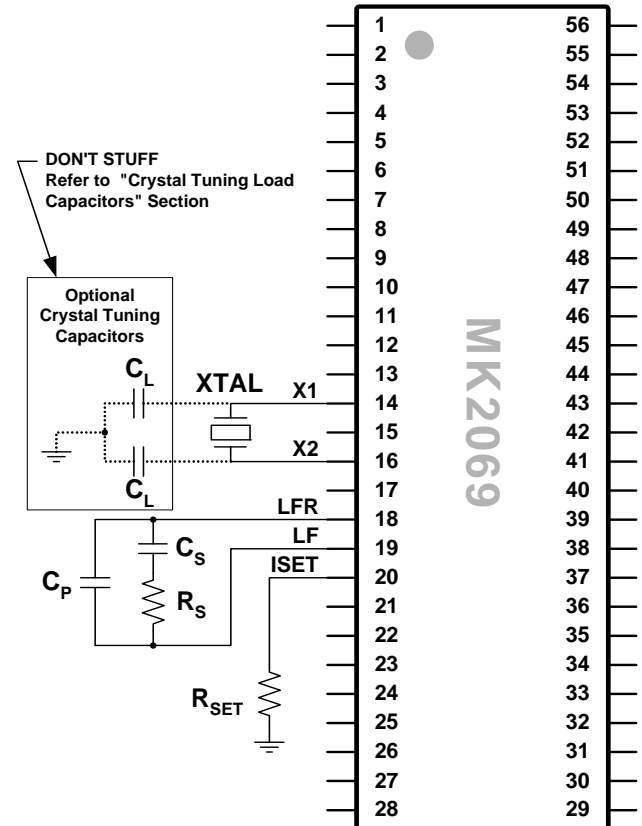 1 56
2 55
3 54
4 53
5 52
DON'T STUFF
Refer to "Crystal Tuning Load
Capacitors" Section
6 51
7 50
8 49
9 48
10 47
Optional
Crystal Tuning
Capacitors
11 46
12 45
13 44
CL XTAL X1
14 43
15 42
X2
16 41
CL
17 40
LFR
18 39
LF
19 38
CS
ISET
20 37
CP
RS
21 36
22 35
23 34
RSET
24 33
25 32
26 31
27 30
28 29
MK2069